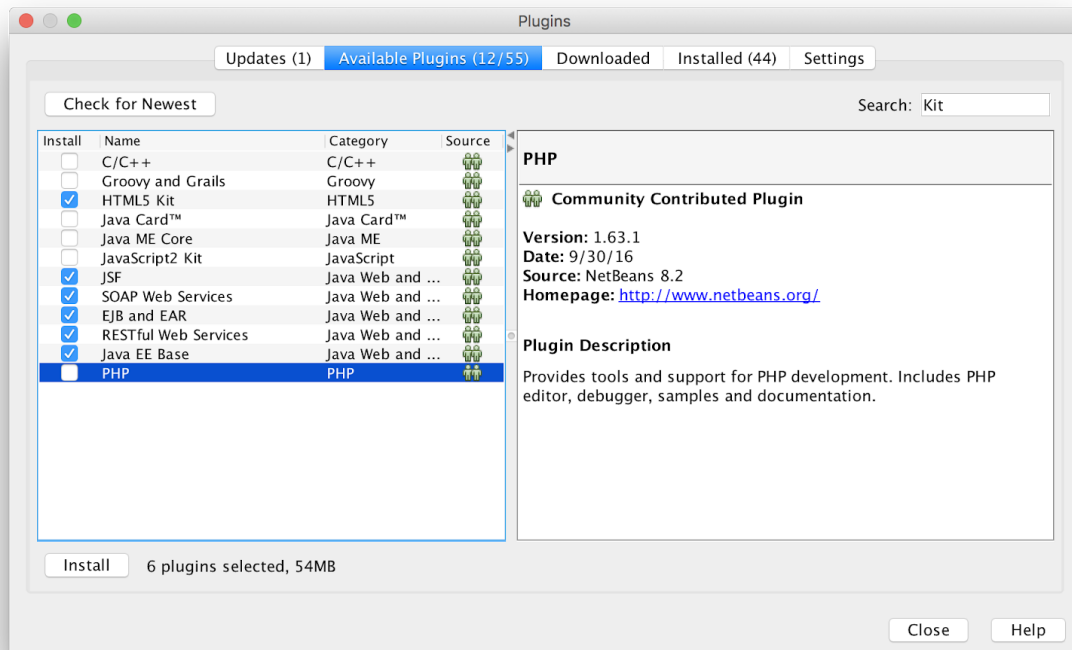 Plugins
Updates (1) Available Plugins (12/55) Downloaded Installed (44) Settings
Check for Newest
Search: Kit
Install Name Category Source
C/C++ C/C++
Groovy and Grails Groovy
HTML5 Kit HTML5
Java Card™ Java Card™
Java ME Core Java ME
JavaScript2 Kit JavaScript
JSF Java Web and ...
SOAP Web Services Java Web and ...
EJB and EAR Java Web and ...
RESTful Web Services Java Web and ...
Java EE Base Java Web and ...
PHP PHP
PHP
Community Contributed Plugin
Version: 1.63.1
Date: 9/30/16
Source: NetBeans 8.2
Homepage: http://www.netbeans.org/
Plugin Description
Provides tools and support for PHP development. Includes PHP
editor, debugger, samples and documentation.
Install 6 plugins selected, 54MB
Close Help